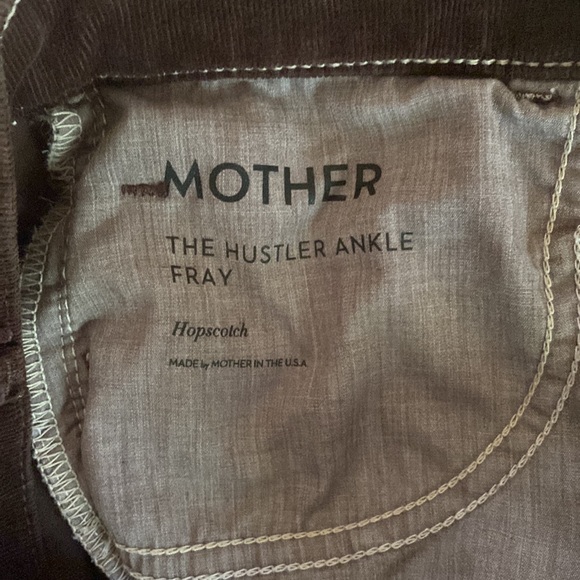 MOTHER
THE HUSTLER ANKLE
FRAY
Hopscotch
MADE by MOTHER IN THE U.S.A